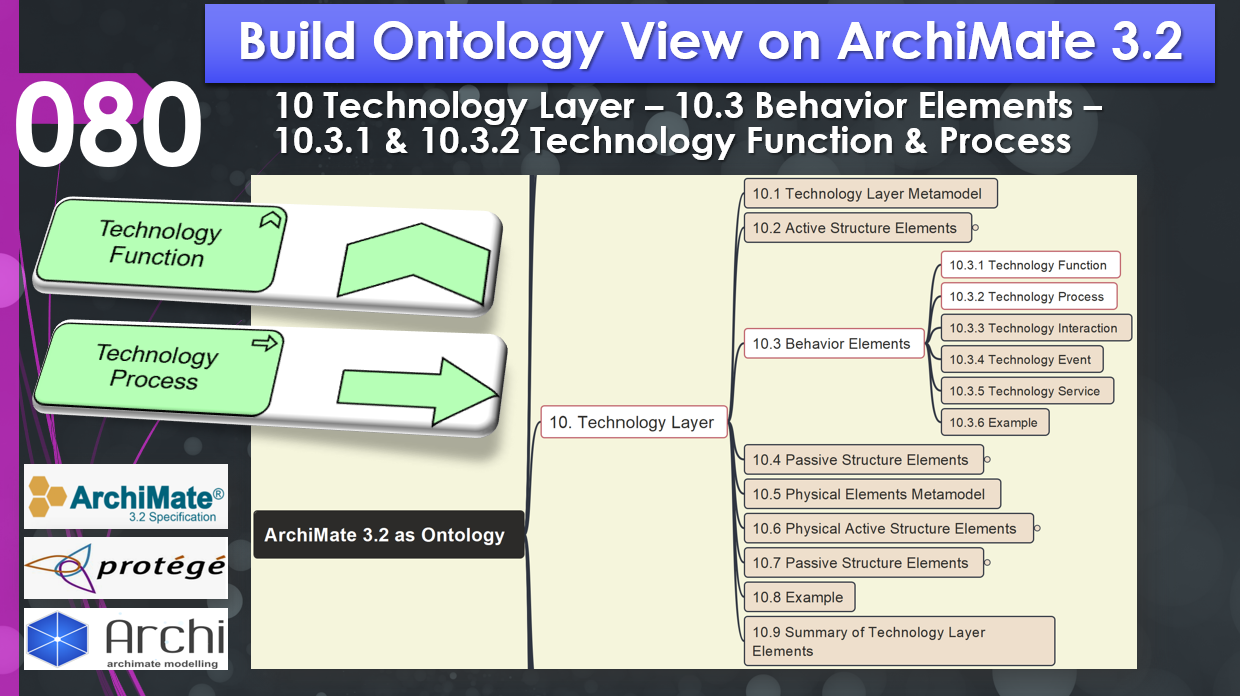 Build Ontology View on ArchiMate 3.2
080
10 Technology Layer – 10.3 Behavior Elements –
10.3.1 & 10.3.2 Technology Function & Process
Technology
Function
Technology
Process
ArchiMate®
3.2 Specification
protégé
Archi
archimate modelling
ArchiMate 3.2 as Ontology
10. Technology Layer
10.1 Technology Layer Metamodel
10.2 Active Structure Elements
10.3 Behavior Elements
10.3.1 Technology Function
10.3.2 Technology Process
10.3.3 Technology Interaction
10.3.4 Technology Event
10.3.5 Technology Service
10.3.6 Example
10.4 Passive Structure Elements
10.5 Physical Elements Metamodel
10.6 Physical Active Structure Elements
10.7 Passive Structure Elements
10.8 Example
10.9 Summary of Technology Layer
Elements